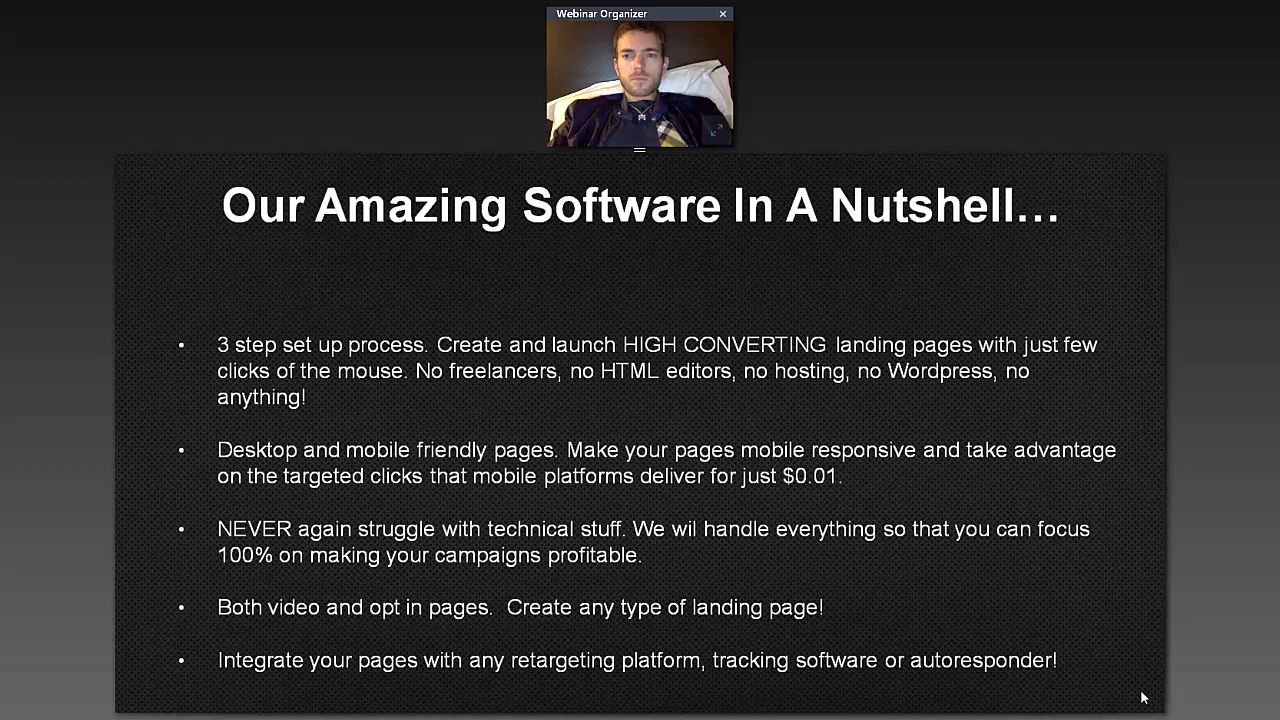 Webinar Organizer
Our Amazing Software In A Nutshell...
• 3 step set up process. Create and launch HIGH CONVERTING landing pages with just few
clicks of the mouse. No freelancers, no HTML editors, no hosting, no Wordpress, no
anything!
• Desktop and mobile friendly pages. Make your pages mobile responsive and take advantage
on the targeted clicks that mobile platforms deliver for just $0.01.
• NEVER again struggle with technical stuff. We wil handle everything so that you can focus
100% on making your campaigns profitable.
• Both video and opt in pages.  Create any type of landing page!
• Integrate your pages with any retargeting platform, tracking software or autoresponder!